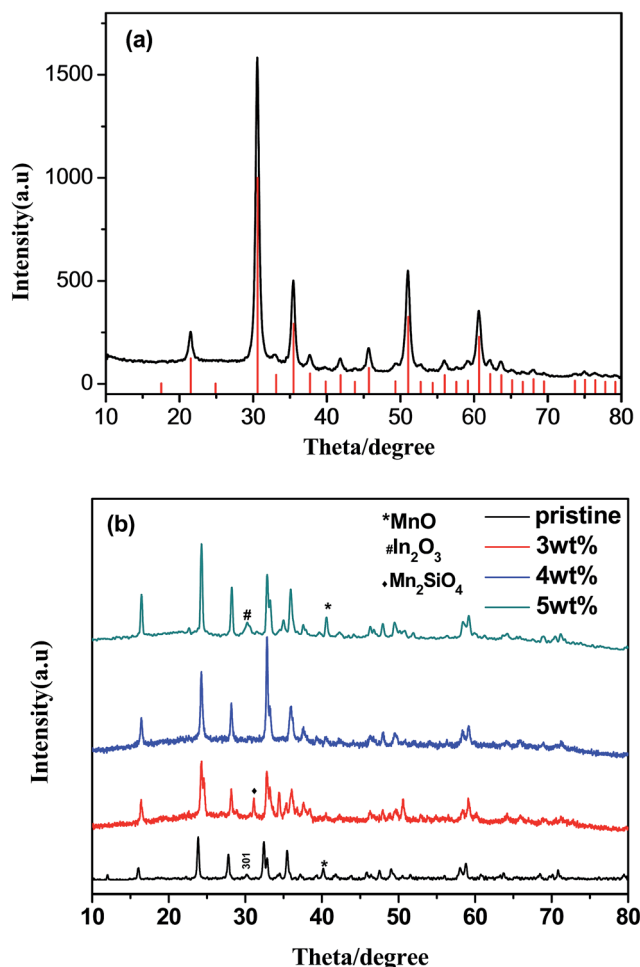 (a)
1500
1000
500
0
Intensity(a.u)
10 20 30 40 50 60 70 80
Theta/degree
(b)
*MnO
#In₂O₃
♦Mn₂SiO₄
pristine
3wt%
4wt%
5wt%
#
*
♦
301
*
Intensity(a.u)
10 20 30 40 50 60 70 80
Theta/degree